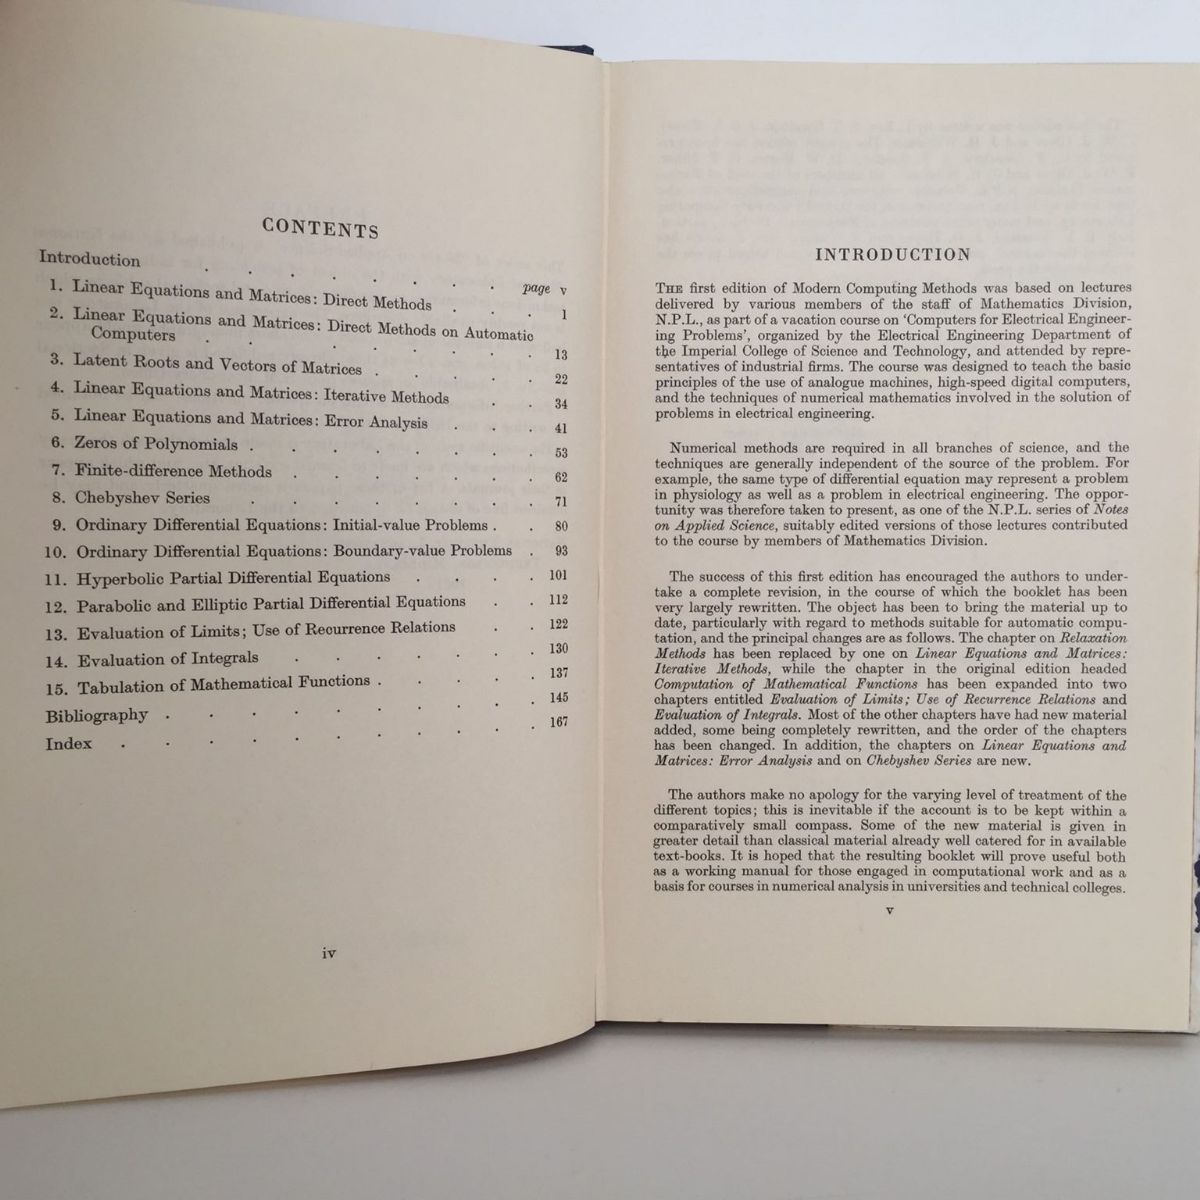 CONTENTS
Introduction . . . . . . . . page v
1. Linear Equations and Matrices: Direct Methods . . . 1
2. Linear Equations and Matrices: Direct Methods on Automatic
Computers . . . . . . . . . 13
3. Latent Roots and Vectors of Matrices . . . . . 22
4. Linear Equations and Matrices: Iterative Methods . . 34
5. Linear Equations and Matrices: Error Analysis . . . 41
6. Zeros of Polynomials . . . . . . . . 53
7. Finite-difference Methods . . . . . . . 62
8. Chebyshev Series . . . . . . . . 71
9. Ordinary Differential Equations: Initial-value Problems . . 80
10. Ordinary Differential Equations: Boundary-value Problems . 93
11. Hyperbolic Partial Differential Equations . . . . 101
12. Parabolic and Elliptic Partial Differential Equations . . 112
13. Evaluation of Limits; Use of Recurrence Relations . . 122
14. Evaluation of Integrals . . . . . . . 130
15. Tabulation of Mathematical Functions . . . . . 137
Bibliography . . . . . . . . . . 145
Index . . . . . . . . . . . 167
iv
INTRODUCTION
THE first edition of Modern Computing Methods was based on lectures
delivered by various members of the staff of Mathematics Division,
N.P.L., as part of a vacation course on ‘Computers for Electrical Engineer-
ing Problems’, organized by the Electrical Engineering Department of
the Imperial College of Science and Technology, and attended by repre-
sentatives of industrial firms. The course was designed to teach the basic
principles of the use of analogue machines, high-speed digital computers,
and the techniques of numerical mathematics involved in the solution of
problems in electrical engineering.
Numerical methods are required in all branches of science, and the
techniques are generally independent of the source of the problem. For
example, the same type of differential equation may represent a problem
in physiology as well as a problem in electrical engineering. The oppor-
tunity was therefore taken to present, as one of the N.P.L. series of Notes
on Applied Science, suitably edited versions of those lectures contributed
to the course by members of Mathematics Division.
The success of this first edition has encouraged the authors to under-
take a complete revision, in the course of which the booklet has been
very largely rewritten. The object has been to bring the material up to
date, particularly with regard to methods suitable for automatic compu-
tation, and the principal changes are as follows. The chapter on Relaxation
Methods has been replaced by one on Linear Equations and Matrices:
Iterative Methods, while the chapter in the original edition headed
Computation of Mathematical Functions has been expanded into two
chapters entitled Evaluation of Limits; Use of Recurrence Relations and
Evaluation of Integrals. Most of the other chapters have had new material
added, some being completely rewritten, and the order of the chapters
has been changed. In addition, the chapters on Linear Equations and
Matrices: Error Analysis and on Chebyshev Series are new.
The authors make no apology for the varying level of treatment of the
different topics; this is inevitable if the account is to be kept within a
comparatively small compass. Some of the new material is given in
greater detail than classical material already well catered for in available
text-books. It is hoped that the resulting booklet will prove useful both
as a working manual for those engaged in computational work and as a
basis for courses in numerical analysis in universities and technical colleges.
v